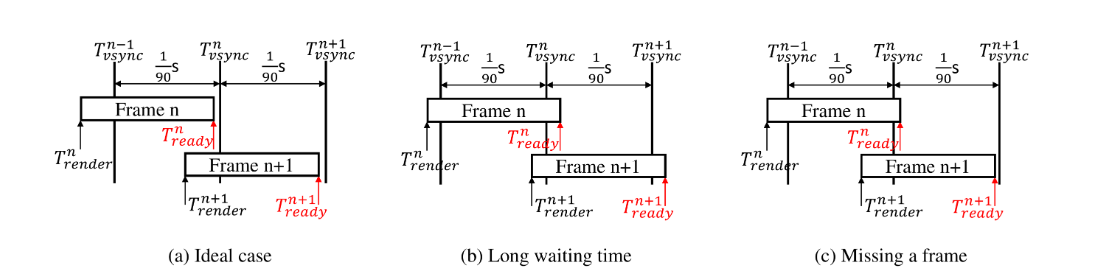 T_{vsync}^{n-1} T_{vsync}^{n} T_{vsync}^{n+1}
\frac{1}{90}s \frac{1}{90}s
Frame n
T_{ready}^{n}
T_{render}^{n}
Frame n+1
T_{render}^{n+1} T_{ready}^{n+1}
(a) Ideal case
T_{vsync}^{n-1} T_{vsync}^{n} T_{vsync}^{n+1}
\frac{1}{90}s \frac{1}{90}s
Frame n
T_{ready}^{n}
T_{render}^{n}
Frame n+1
T_{render}^{n+1} T_{ready}^{n+1}
(b) Long waiting time
T_{vsync}^{n-1} T_{vsync}^{n} T_{vsync}^{n+1}
\frac{1}{90}s \frac{1}{90}s
Frame n
T_{ready}^{n}
T_{render}^{n}
Frame n+1
T_{render}^{n+1} T_{ready}^{n+1}
(c) Missing a frame